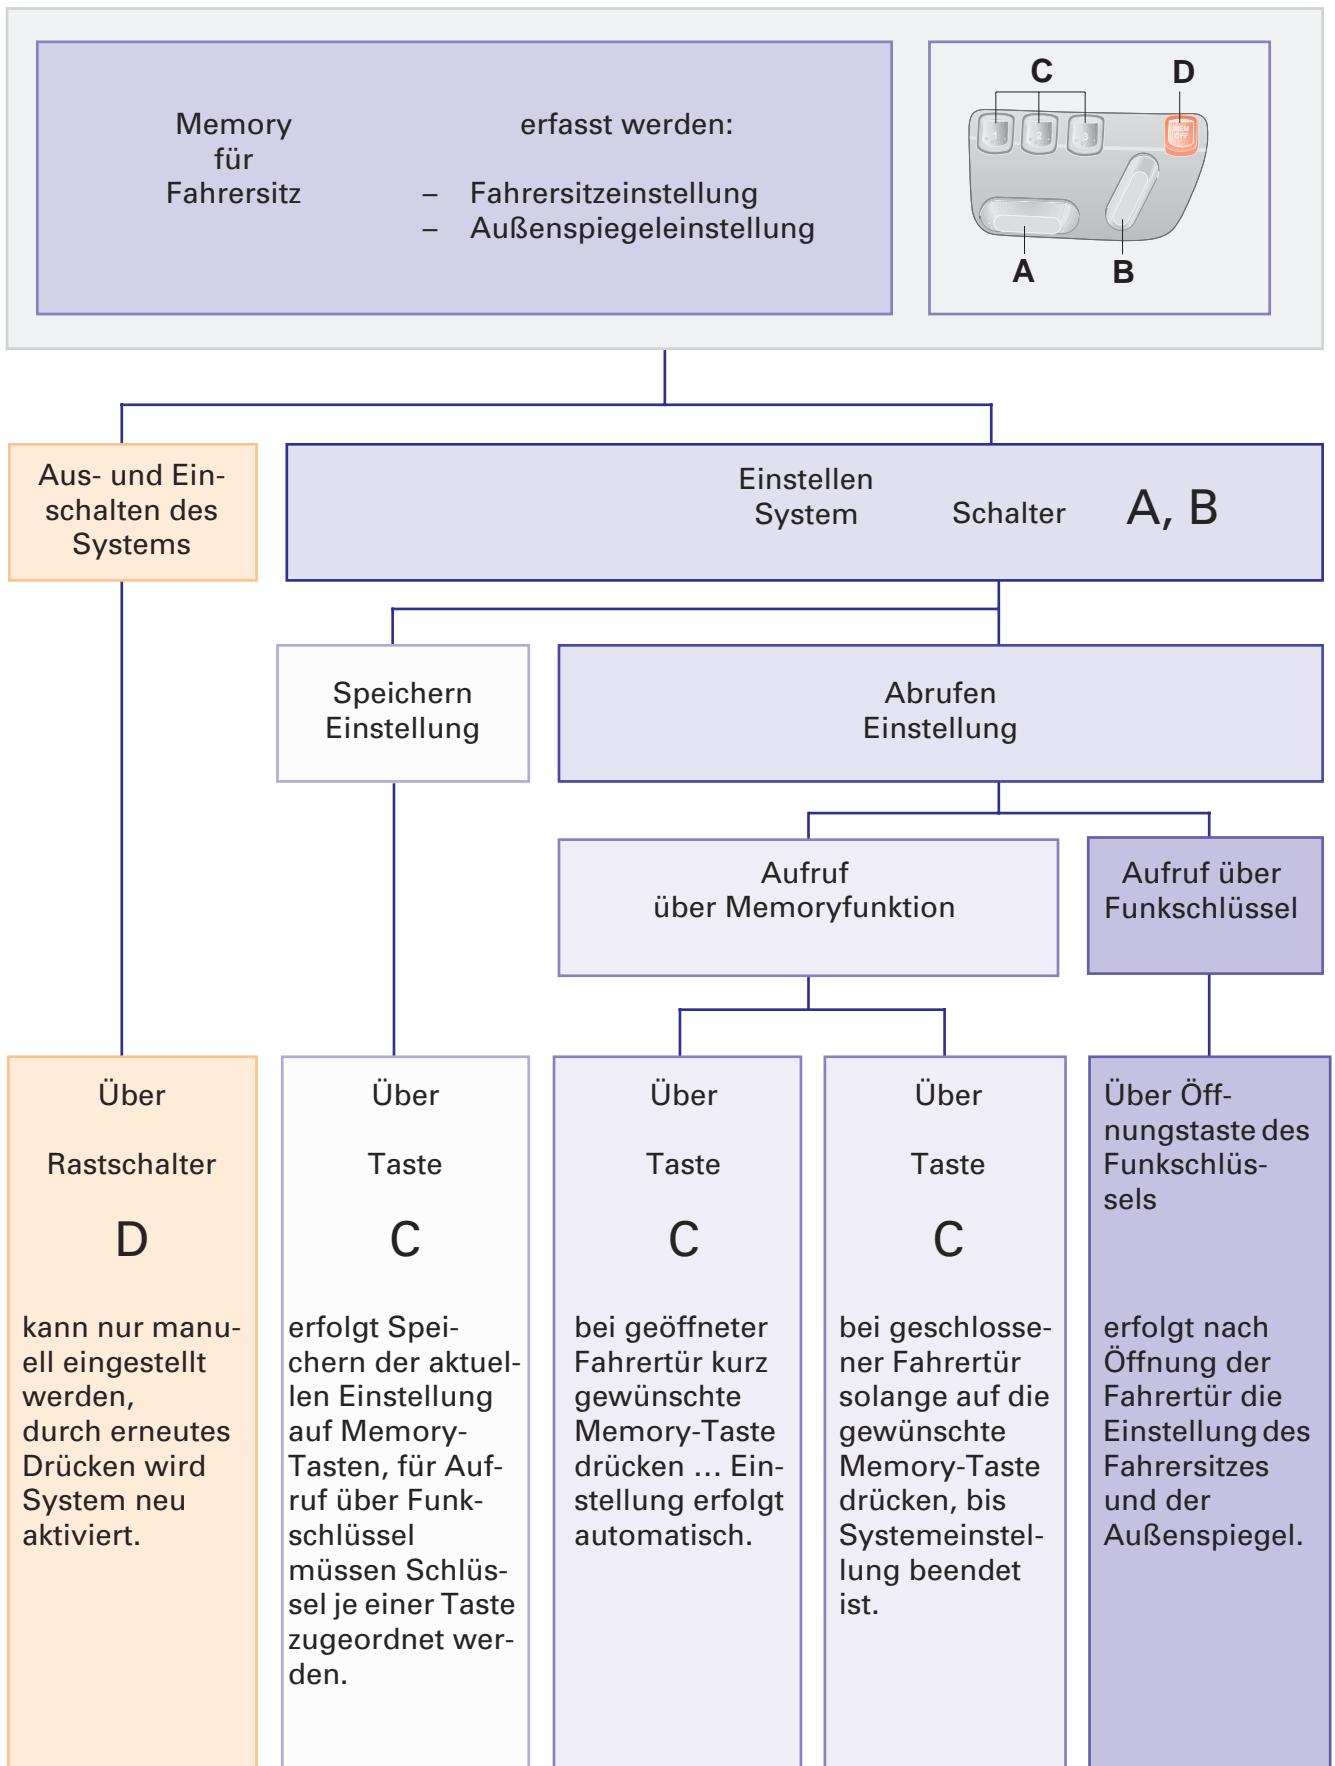 Memory
für
Fahrersitz
erfasst werden:
– Fahrersitzeinstellung
– Außenspiegeleinstellung
C
D
1
2
3
MEM
OFF
A
B
Aus- und Ein-
schalten des
Systems
Einstellen
System
Schalter A, B
Speichern
Einstellung
Abrufen
Einstellung
Aufruf
über Memoryfunktion
Aufruf über
Funkschlüssel
Über
Rastschalter
D
kann nur manu-
ell eingestellt
werden,
durch erneutes
Drücken wird
System neu
aktiviert.
Über
Taste
C
erfolgt Spei-
chern der aktuel-
len Einstellung
auf Memory-
Tasten, für Auf-
ruf über Funk-
schlüssel
müssen Schlüs-
sel je einer Taste
zugeordnet wer-
den.
Über
Taste
C
bei geöffneter
Fahrertür kurz
gewünschte
Memory-Taste
drücken … Ein-
stellung erfolgt
automatisch.
Über
Taste
C
bei geschlosse-
ner Fahrertür
solange auf die
gewünschte
Memory-Taste
drücken, bis
Systemeinstel-
lung beendet
ist.
Über Öff-
nungstaste des
Funkschlüs-
sels
erfolgt nach
Öffnung der
Fahrertür die
Einstellung des
Fahrersitzes
und der
Außenspiegel.